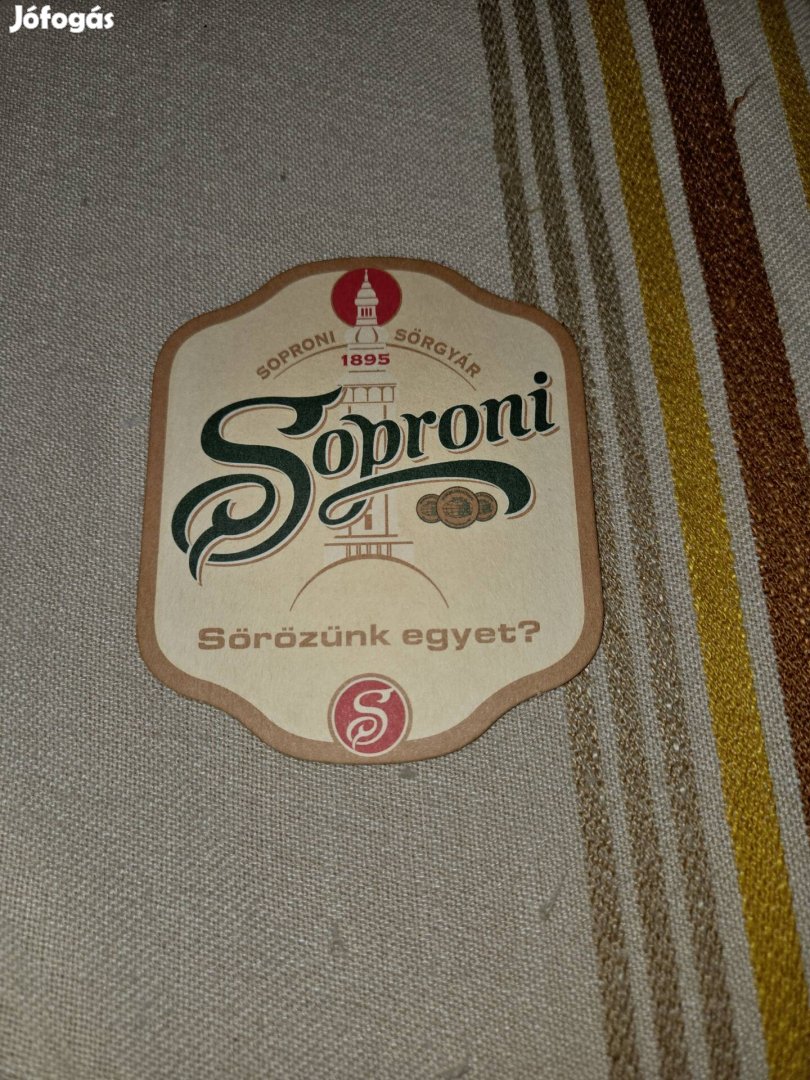 Jófogás
SOPRONI SÖRGYÁR
1895
Soproni
Sörözünk egyet?
S